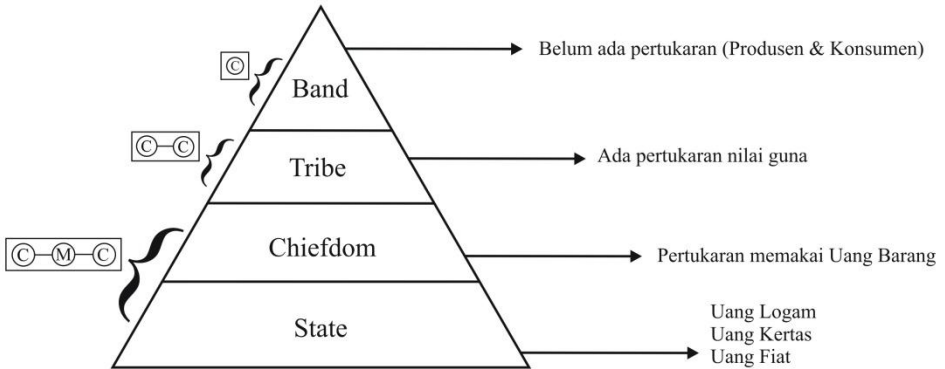 Belum ada pertukaran (Produsen & Konsumen)
C
Band
C C
Tribe
Ada pertukaran nilai guna
C M C
Chiefdom
Pertukaran memakai Uang Barang
State
Uang Logam
Uang Kertas
Uang Fiat